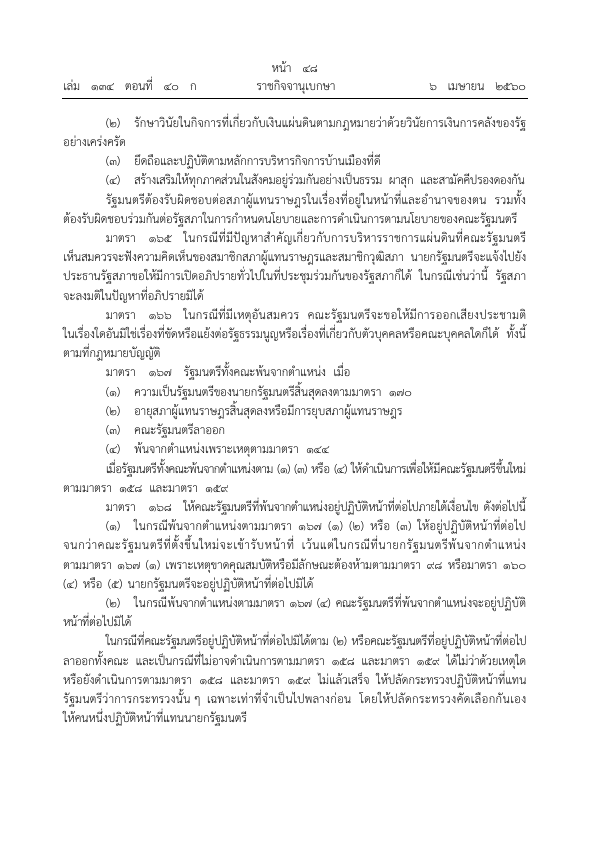 หน้า ๔๘
เล่ม ๑๓๔ ตอนที่ ๔๐ ก ราชกิจจานุเบกษา ๖ เมษายน ๒๕๖๐
(๒) รักษาวินัยในกิจการที่เกี่ยวกับเงินแผ่นดินตามกฎหมายว่าด้วยวินัยการเงินการคลังของรัฐ
อย่างเคร่งครัด
(๓) ยึดถือและปฏิบัติตามหลักการบริหารกิจการบ้านเมืองที่ดี
(๔) สร้างเสริมให้ทุกภาคส่วนในสังคมอยู่ร่วมกันอย่างเป็นธรรม ผาสุก และสามัคคีปรองดองกัน
รัฐมนตรีต้องรับผิดชอบต่อสภาผู้แทนราษฎรในเรื่องที่อยู่ในหน้าที่และอำนาจของตน รวมทั้ง
ต้องรับผิดชอบร่วมกันต่อรัฐสภาในการกำหนดนโยบายและการดำเนินการตามนโยบายของคณะรัฐมนตรี
มาตรา ๑๖๕ ในกรณีที่มีปัญหาสำคัญเกี่ยวกับการบริหารราชการแผ่นดินที่คณะรัฐมนตรี
เห็นสมควรจะฟังความคิดเห็นของสมาชิกสภาผู้แทนราษฎรและสมาชิกวุฒิสภา นายกรัฐมนตรีจะแจ้งไปยัง
ประธานรัฐสภาขอให้มีการเปิดอภิปรายทั่วไปในที่ประชุมร่วมกันของรัฐสภาก็ได้ ในกรณีเช่นว่านี้ รัฐสภา
จะลงมติในปัญหาที่อภิปรายมิได้
มาตรา ๑๖๖ ในกรณีที่มีเหตุอันสมควร คณะรัฐมนตรีจะขอให้มีการออกเสียงประชามติ
ในเรื่องใดอันมิใช่เรื่องที่ขัดหรือแย้งต่อรัฐธรรมนูญหรือเรื่องที่เกี่ยวกับตัวบุคคลหรือคณะบุคคลใดก็ได้ ทั้งนี้
ตามที่กฎหมายบัญญัติ
มาตรา ๑๖๗ รัฐมนตรีทั้งคณะพ้นจากตำแหน่ง เมื่อ
(๑) ความเป็นรัฐมนตรีของนายกรัฐมนตรีสิ้นสุดลงตามมาตรา ๑๗๐
(๒) อายุสภาผู้แทนราษฎรสิ้นสุดลงหรือมีการยุบสภาผู้แทนราษฎร
(๓) คณะรัฐมนตรีลาออก
(๔) พ้นจากตำแหน่งเพราะเหตุตามมาตรา ๑๔๔
เมื่อรัฐมนตรีทั้งคณะพ้นจากตำแหน่งตาม (๑) (๓) หรือ (๔) ให้ดำเนินการเพื่อให้มีคณะรัฐมนตรีขึ้นใหม่
ตามมาตรา ๑๕๘ และมาตรา ๑๕๙
มาตรา ๑๖๘ ให้คณะรัฐมนตรีที่พ้นจากตำแหน่งอยู่ปฏิบัติหน้าที่ต่อไปภายใต้เงื่อนไข ดังต่อไปนี้
(๑) ในกรณีพ้นจากตำแหน่งตามมาตรา ๑๖๗ (๑) (๒) หรือ (๓) ให้อยู่ปฏิบัติหน้าที่ต่อไป
จนกว่าคณะรัฐมนตรีที่ตั้งขึ้นใหม่จะเข้ารับหน้าที่ เว้นแต่ในกรณีที่นายกรัฐมนตรีพ้นจากตำแหน่ง
ตามมาตรา ๑๖๗ (๑) เพราะเหตุขาดคุณสมบัติหรือมีลักษณะต้องห้ามตามมาตรา ๙๘ หรือมาตรา ๑๖๐
(๔) หรือ (๕) นายกรัฐมนตรีจะอยู่ปฏิบัติหน้าที่ต่อไปมิได้
(๒) ในกรณีพ้นจากตำแหน่งตามมาตรา ๑๖๗ (๔) คณะรัฐมนตรีที่พ้นจากตำแหน่งจะอยู่ปฏิบัติ
หน้าที่ต่อไปมิได้
ในกรณีที่คณะรัฐมนตรีอยู่ปฏิบัติหน้าที่ต่อไปมิได้ตาม (๒) หรือคณะรัฐมนตรีที่อยู่ปฏิบัติหน้าที่ต่อไป
ลาออกทั้งคณะ และเป็นกรณีที่ไม่อาจดำเนินการตามมาตรา ๑๕๘ และมาตรา ๑๕๙ ได้ไม่ว่าด้วยเหตุใด
หรือยังดำเนินการตามมาตรา ๑๕๘ และมาตรา ๑๕๙ ไม่แล้วเสร็จ ให้ปลัดกระทรวงปฏิบัติหน้าที่แทน
รัฐมนตรีว่าการกระทรวงนั้น ๆ เฉพาะเท่าที่จำเป็นไปพลางก่อน โดยให้ปลัดกระทรวงคัดเลือกกันเอง
ให้คนหนึ่งปฏิบัติหน้าที่แทนนายกรัฐมนตรี